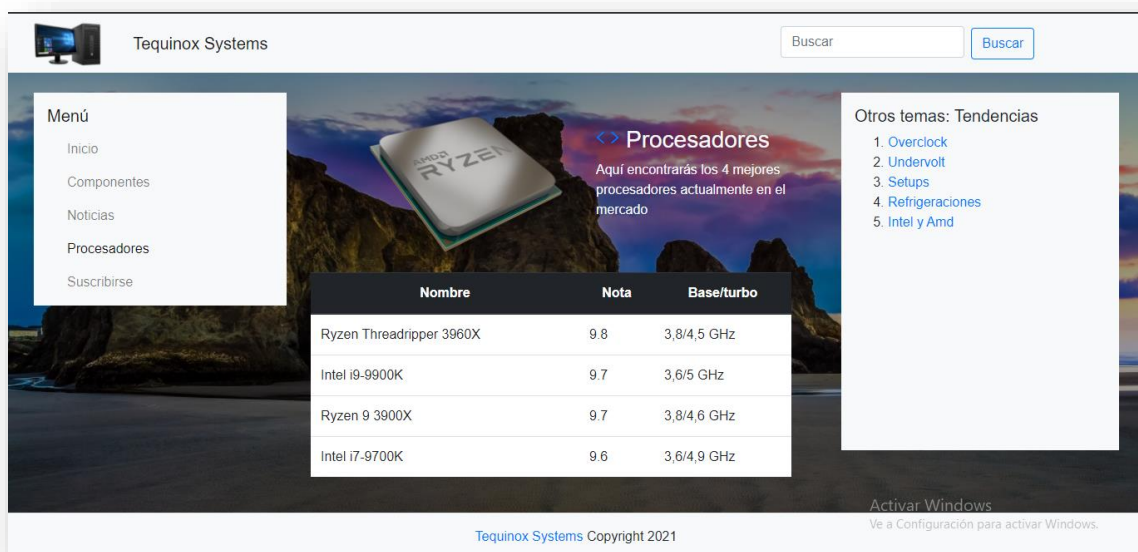 Tequinox Systems
Buscar
Buscar
Menú
Inicio
Componentes
Noticias
Procesadores
Suscribirse
AMD
RYZEN
<> Procesadores
Aquí encontrarás los 4 mejores
procesadores actualmente en el
mercado
Nombre Nota Base/turbo
Ryzen Threadripper 3960X 9.8 3,8/4,5 GHz
Intel i9-9900K 9.7 3,6/5 GHz
Ryzen 9 3900X 9.7 3,8/4,6 GHz
Intel i7-9700K 9.6 3,6/4,9 GHz
Otros temas: Tendencias
1. Overclock
2. Undervolt
3. Setups
4. Refrigeraciones
5. Intel y Amd
Activar Windows
Ve a Configuración para activar Windows.
Tequinox Systems Copyright 2021